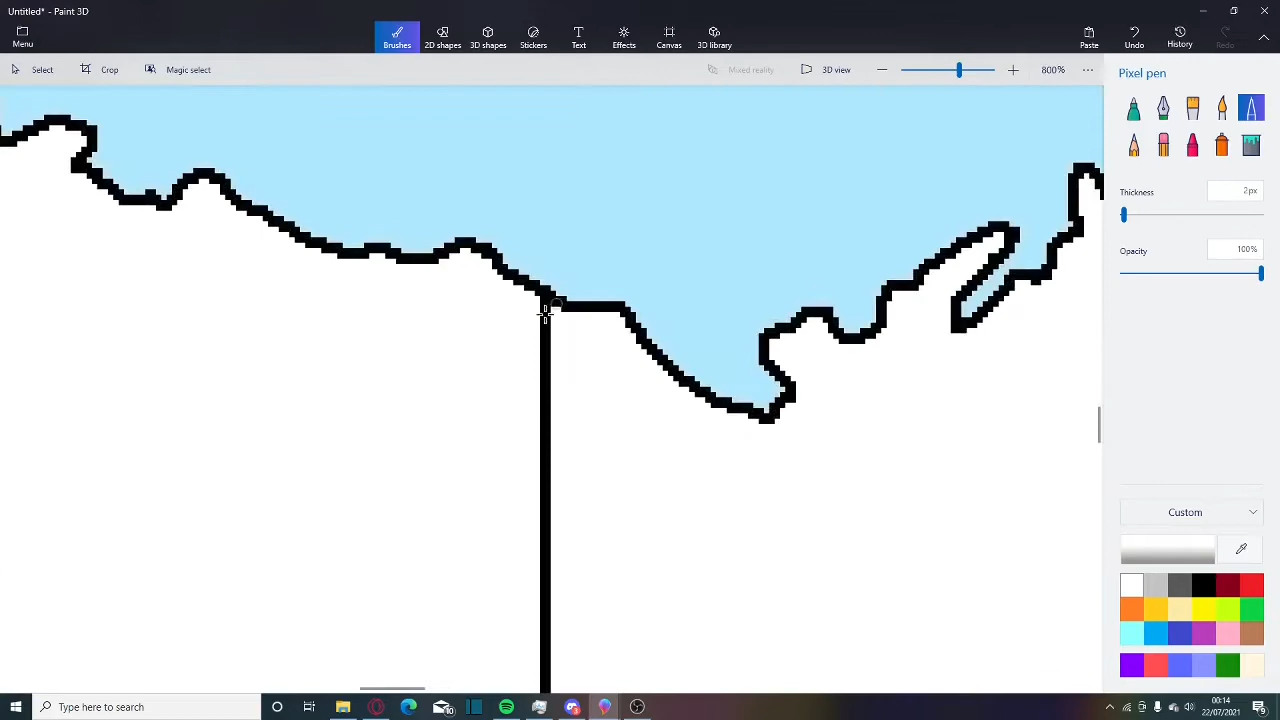 Untitled* - Paint 3D
Menu
Brushes
2D shapes
3D shapes
Stickers
Text
Effects
Canvas
3D library
Paste
Undo
History
Redo
Select
Crop
Magic select
Mixed reality
3D view
800%
Pixel pen
Thickness
2px
Opacity
100%
Custom
Type here to search
00:14
22/07/2021